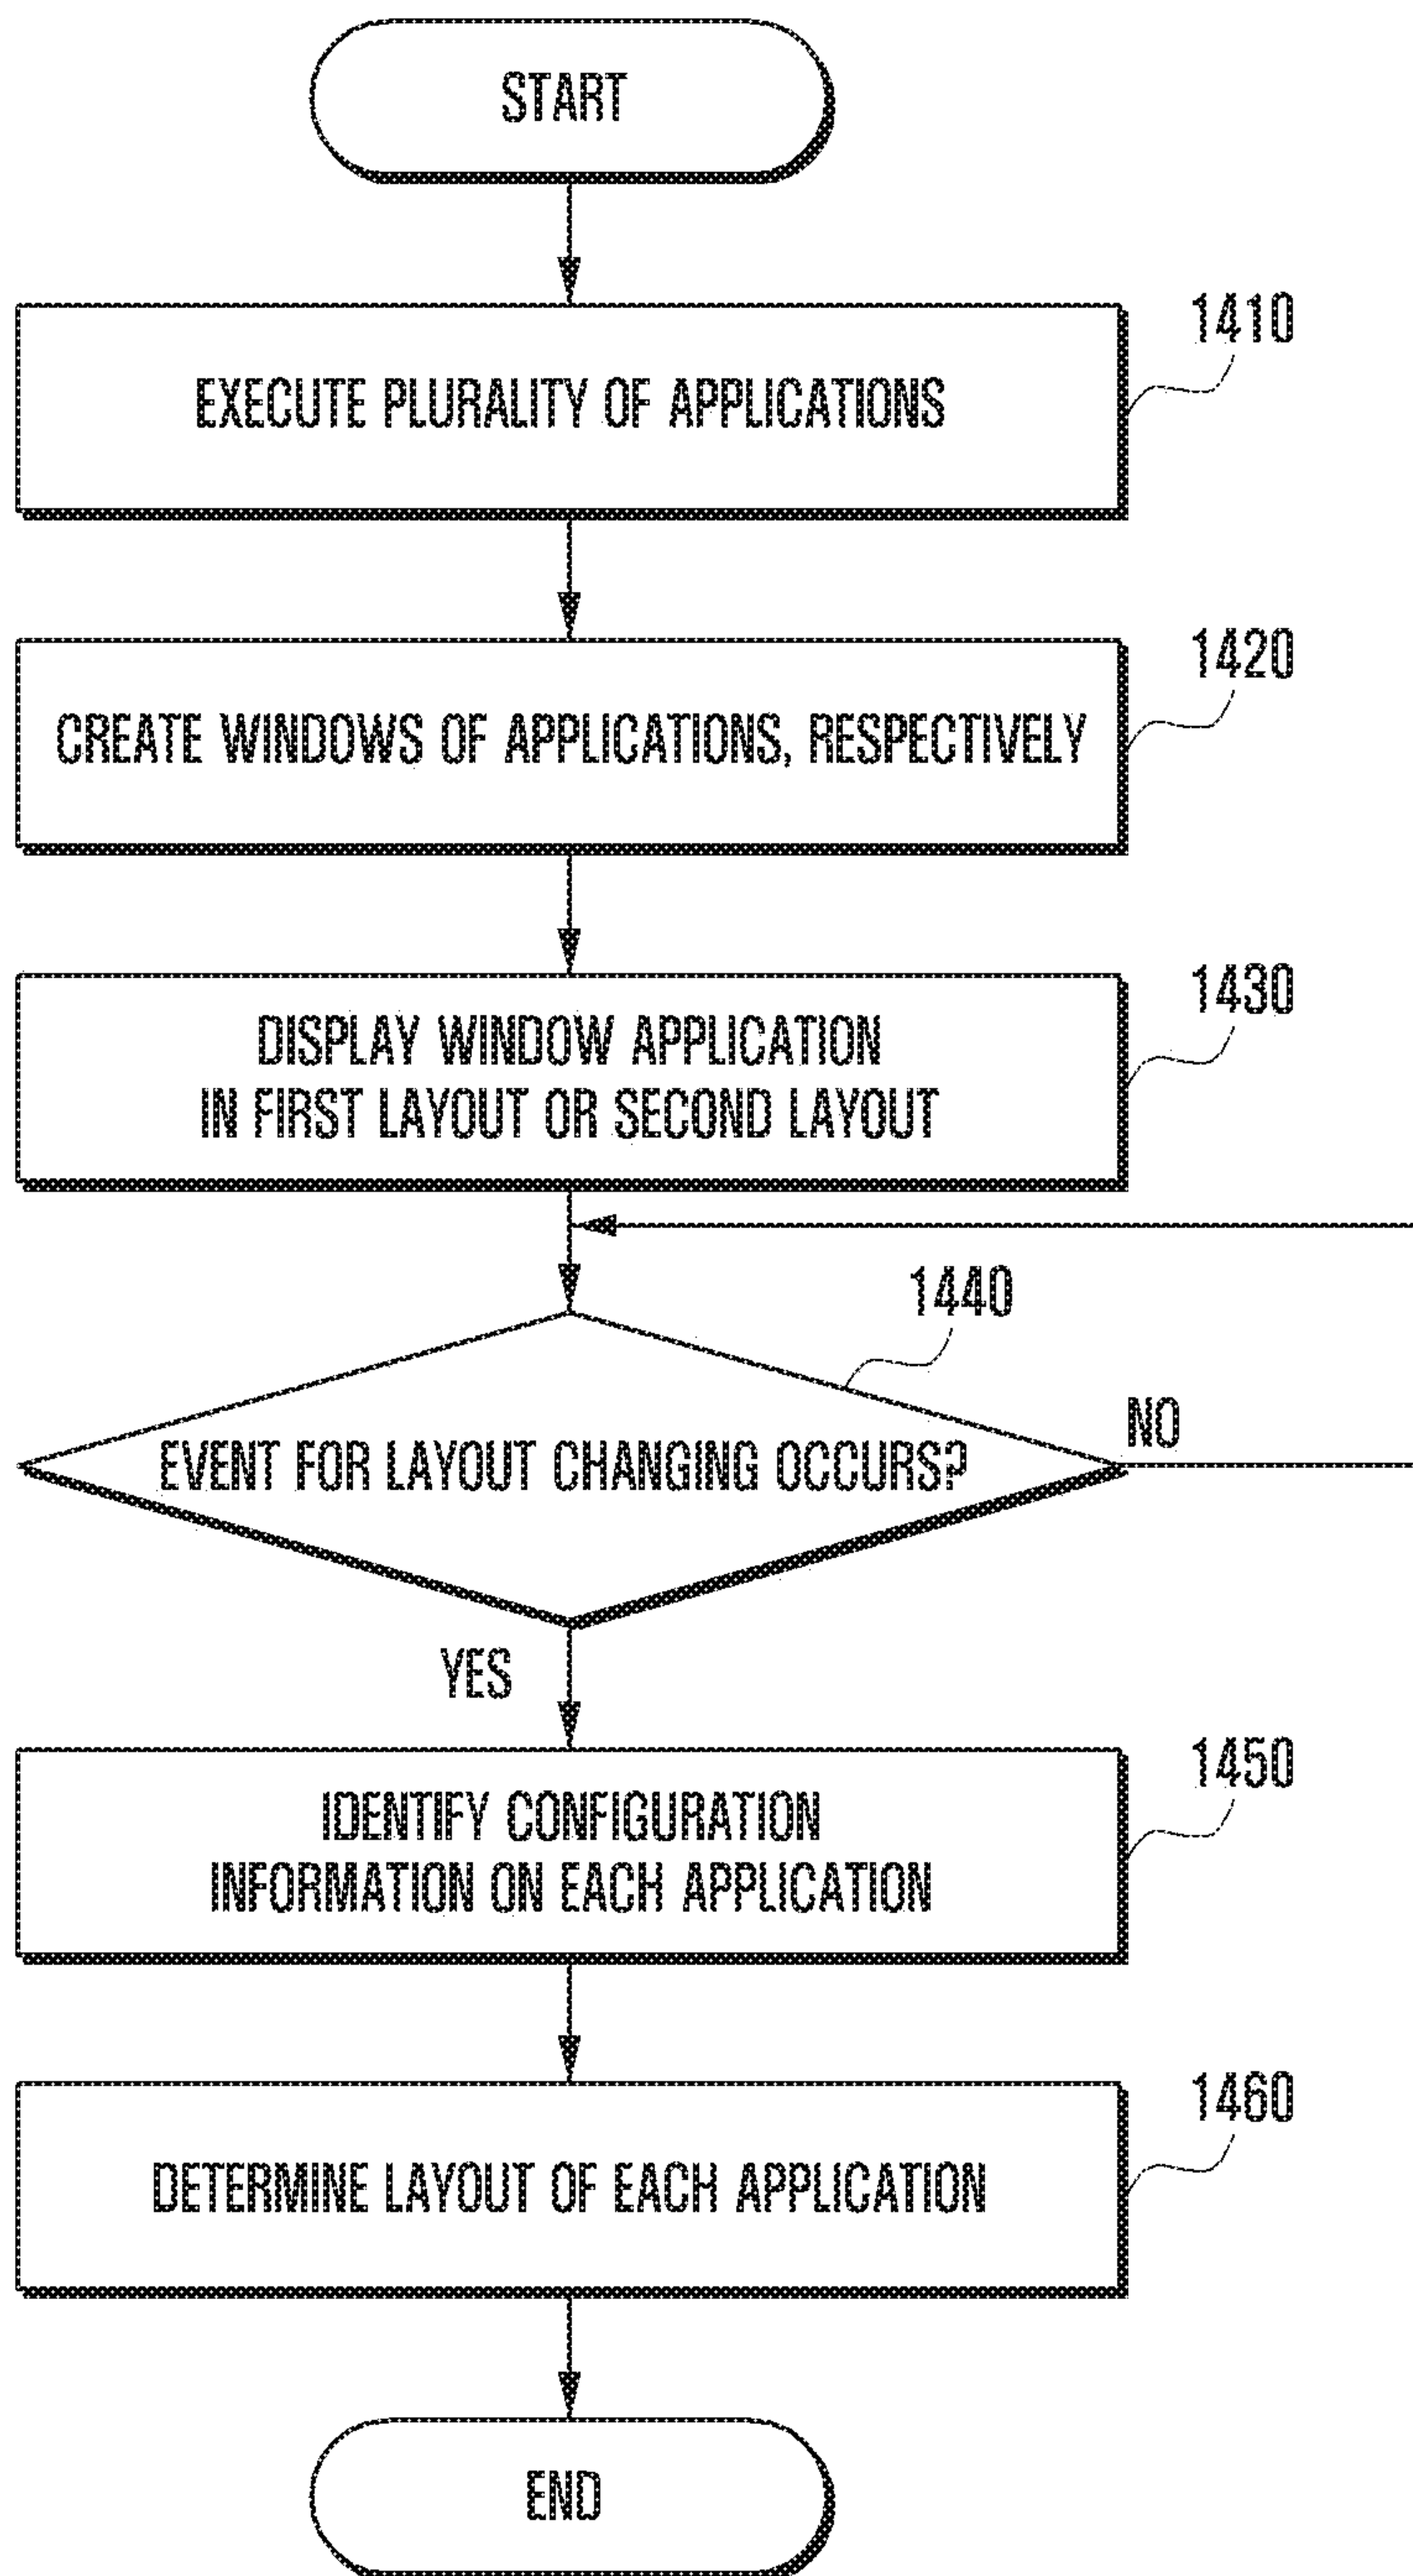 START
1410
EXECUTE PLURALITY OF APPLICATIONS
1420
CREATE WINDOWS OF APPLICATIONS, RESPECTIVELY
1430
DISPLAY WINDOW APPLICATION
IN FIRST LAYOUT OR SECOND LAYOUT
1440
NO
EVENT FOR LAYOUT CHANGING OCCURS?
YES
1450
IDENTIFY CONFIGURATION
INFORMATION ON EACH APPLICATION
1460
DETERMINE LAYOUT OF EACH APPLICATION
END